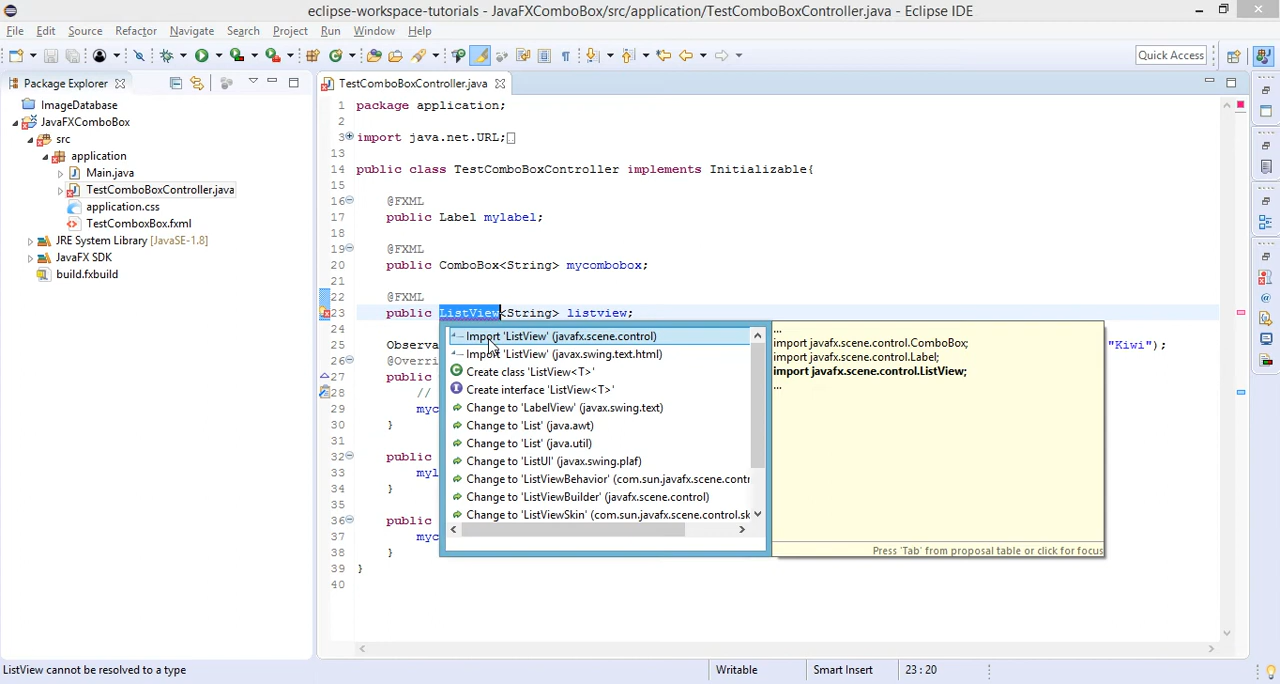 eclipse-workspace-tutorials - JavaFXComboBox/src/application/TestComboBoxController.java - Eclipse IDE
File Edit Source Refactor Navigate Search Project Run Window Help
Quick Access
Package Explorer
TestComboBoxController.java
ImageDatabase
JavaFXComboBox
src
application
Main.java
TestComboBoxController.java
application.css
TestComboxBox.fxml
JRE System Library [JavaSE-1.8]
JavaFX SDK
build.fxbuild
1 package application;
2
3 import java.net.URL;
13
14 public class TestComboBoxController implements Initializable{
15
16 @FXML
17 public Label mylabel;
18
19 @FXML
20 public ComboBox<String> mycombobox;
21
22 @FXML
23 public ListView<String> listview;
24
25 Observa "Kiwi");
26 @Overri
27 public
28 //
29 myc
30 }
31
32 public
33 myl
34 }
35
36 public
37 myc
38 }
39 }
40
Import 'ListView' (javafx.scene.control)
Import 'ListView' (javax.swing.text.html)
Create class 'ListView<T>'
Create interface 'ListView<T>'
Change to 'LabelView' (javax.swing.text)
Change to 'List' (java.awt)
Change to 'List' (java.util)
Change to 'ListUI' (javax.swing.plaf)
Change to 'ListViewBehavior' (com.sun.javafx.scene.contr
Change to 'ListViewBuilder' (javafx.scene.control)
Change to 'ListViewSkin' (com.sun.javafx.scene.control.sk
...
import javafx.scene.control.ComboBox;
import javafx.scene.control.Label;
import javafx.scene.control.ListView;
...
Press 'Tab' from proposal table or click for focus
ListView cannot be resolved to a type
Writable
Smart Insert
23 : 20